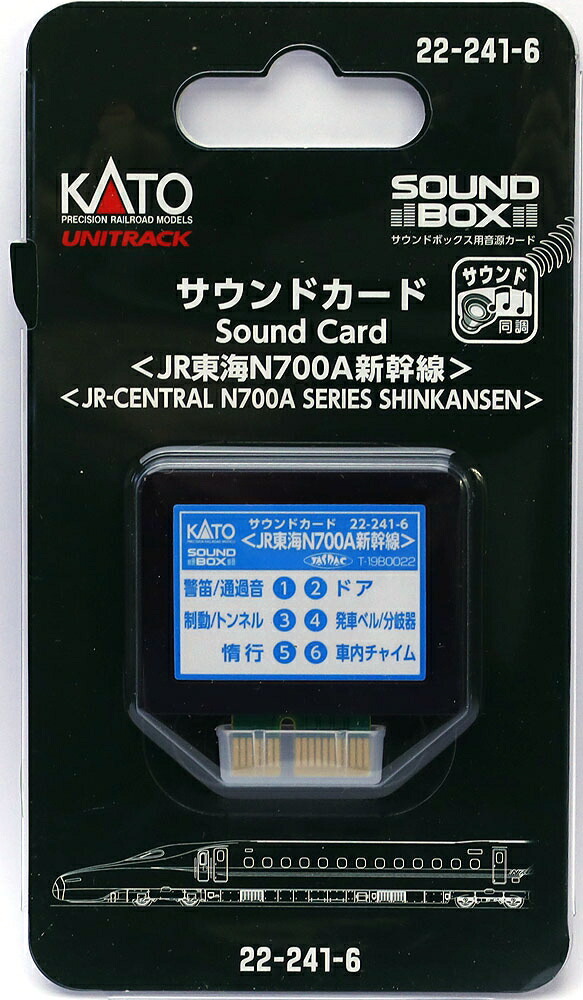 22-241-6
KATO
PRECISION RAILROAD MODELS
UNITRACK
SOUND
BOX
サウンドボックス用音源カード
サウンド
同調
サウンドカード
Sound Card
<JR東海N700A新幹線>
<JR-CENTRAL N700A SERIES SHINKANSEN>
KATO
サウンドカード 22-241-6
<JR東海N700A新幹線>
SOUND
BOX
T-1980022
警笛/通過音 1 2 ドア
制動/トンネル 3 4 発車ベル/分岐器
惰行 5 6 車内チャイム
22-241-6